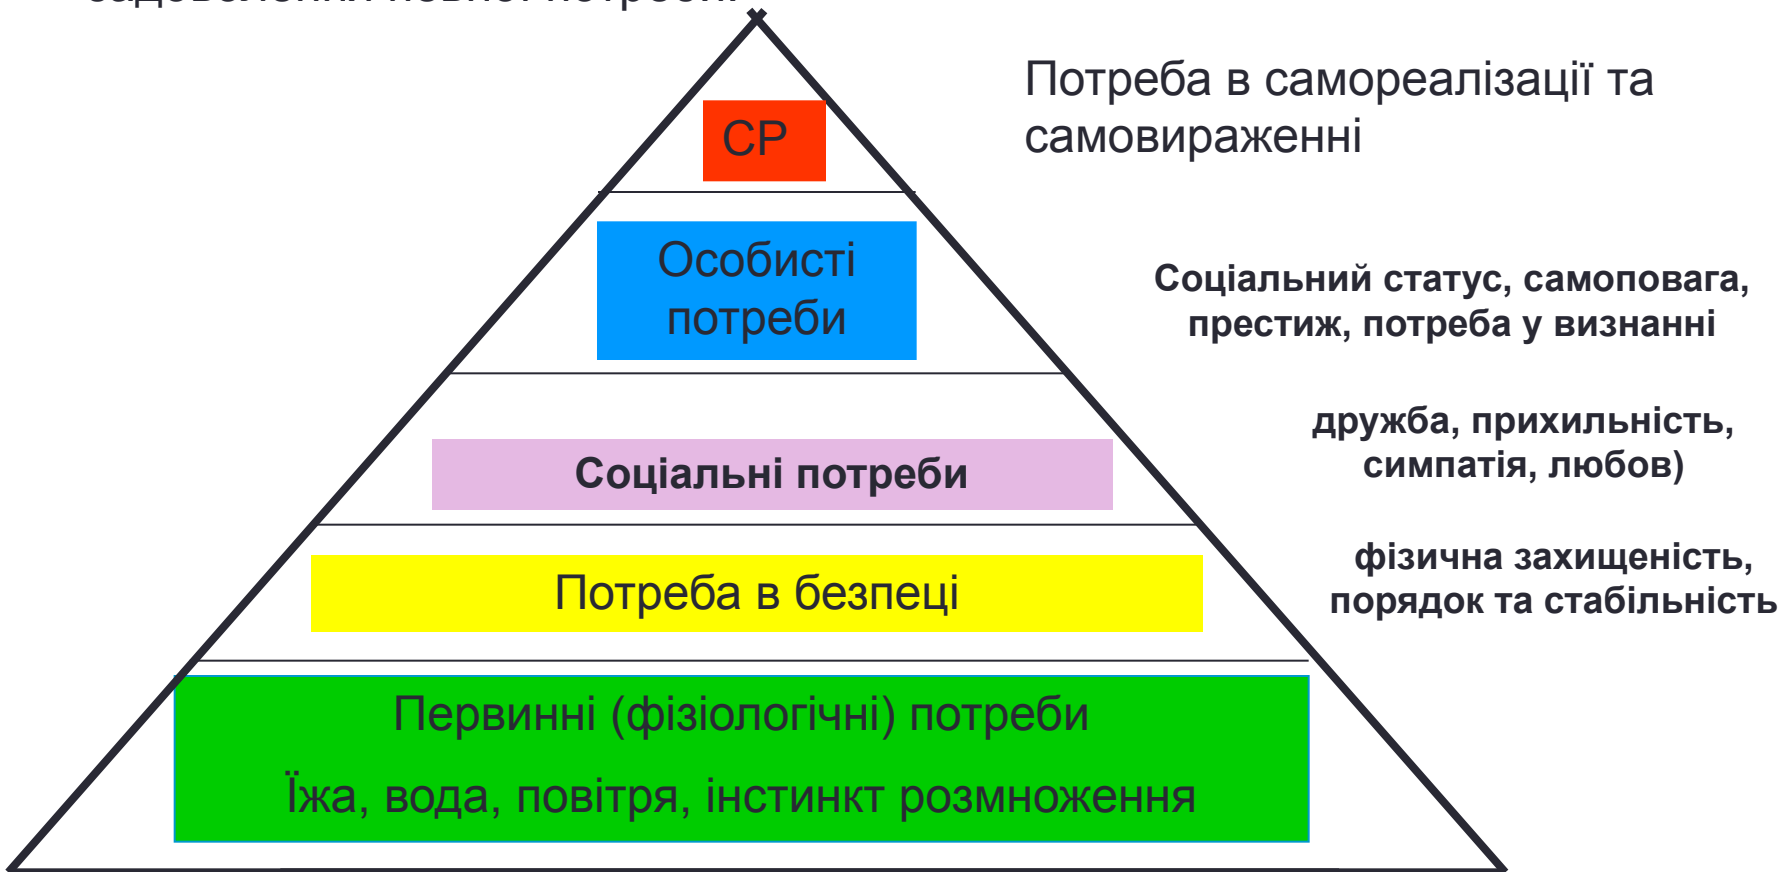 СР
Потреба в самореалізації та
самовираженні
Особисті
потреби
Соціальний статус, самоповага,
престиж, потреба у визнанні
Соціальні потреби
дружба, прихильність,
симпатія, любов)
Потреба в безпеці
фізична захищеність,
порядок та стабільність
Первинні (фізіологічні) потреби
Їжа, вода, повітря, інстинкт розмноження